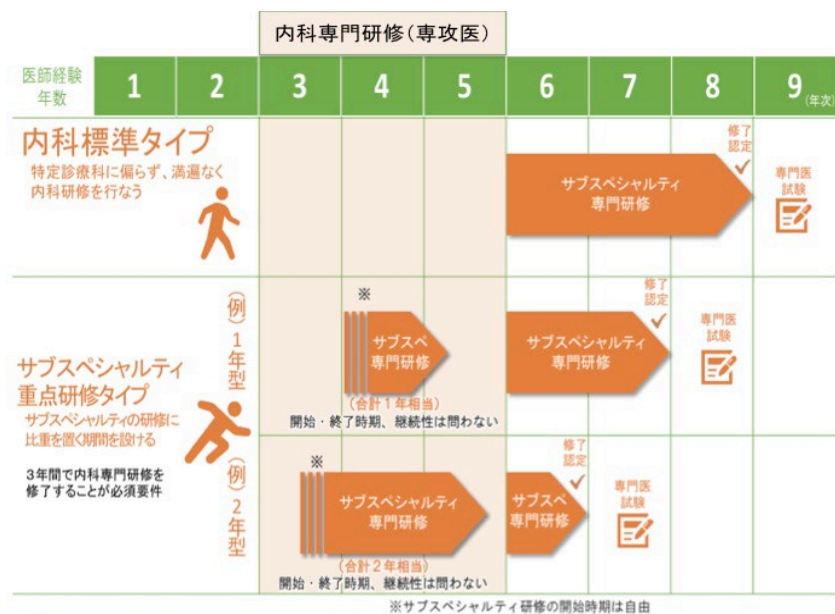 内科専門研修（専攻医）
医師経験
年数
1
2
3
4
5
6
7
8
9
(年次)
内科標準タイプ
特定診療科に偏らず、満遍なく
内科研修を行なう
サブスペシャルティ
専門研修
修了
認定
専門医
試験
サブスペシャルティ
重点研修タイプ
サブスペシャルティの研修に
比重を置く期間を設ける
3年間で内科専門研修を
修了することが必須要件
（例）1年型
※
サブスペ
専門研修
（合計1年相当）
開始・終了時期、継続性は問わない
サブスペシャルティ
専門研修
修了
認定
専門医
試験
（例）2年型
※
サブスペシャルティ
専門研修
（合計2年相当）
開始・終了時期、継続性は問わない
サブスペ
専門研修
修了
認定
専門医
試験
※サブスペシャルティ研修の開始時期は自由